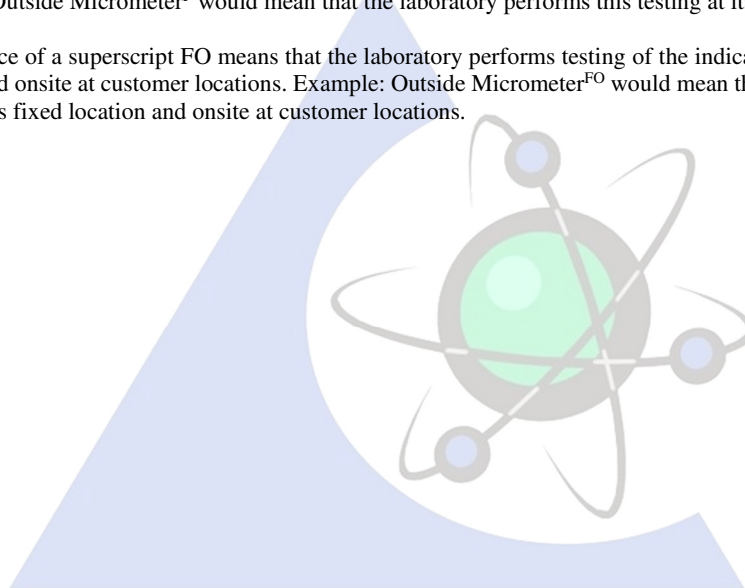 Outside Micrometer would mean that the laboratory performs this testing at it
ce of a superscript FO means that the laboratory performs testing of the indica
d onsite at customer locations. Example: Outside Micrometer^FO would mean th
s fixed location and onsite at customer locations.